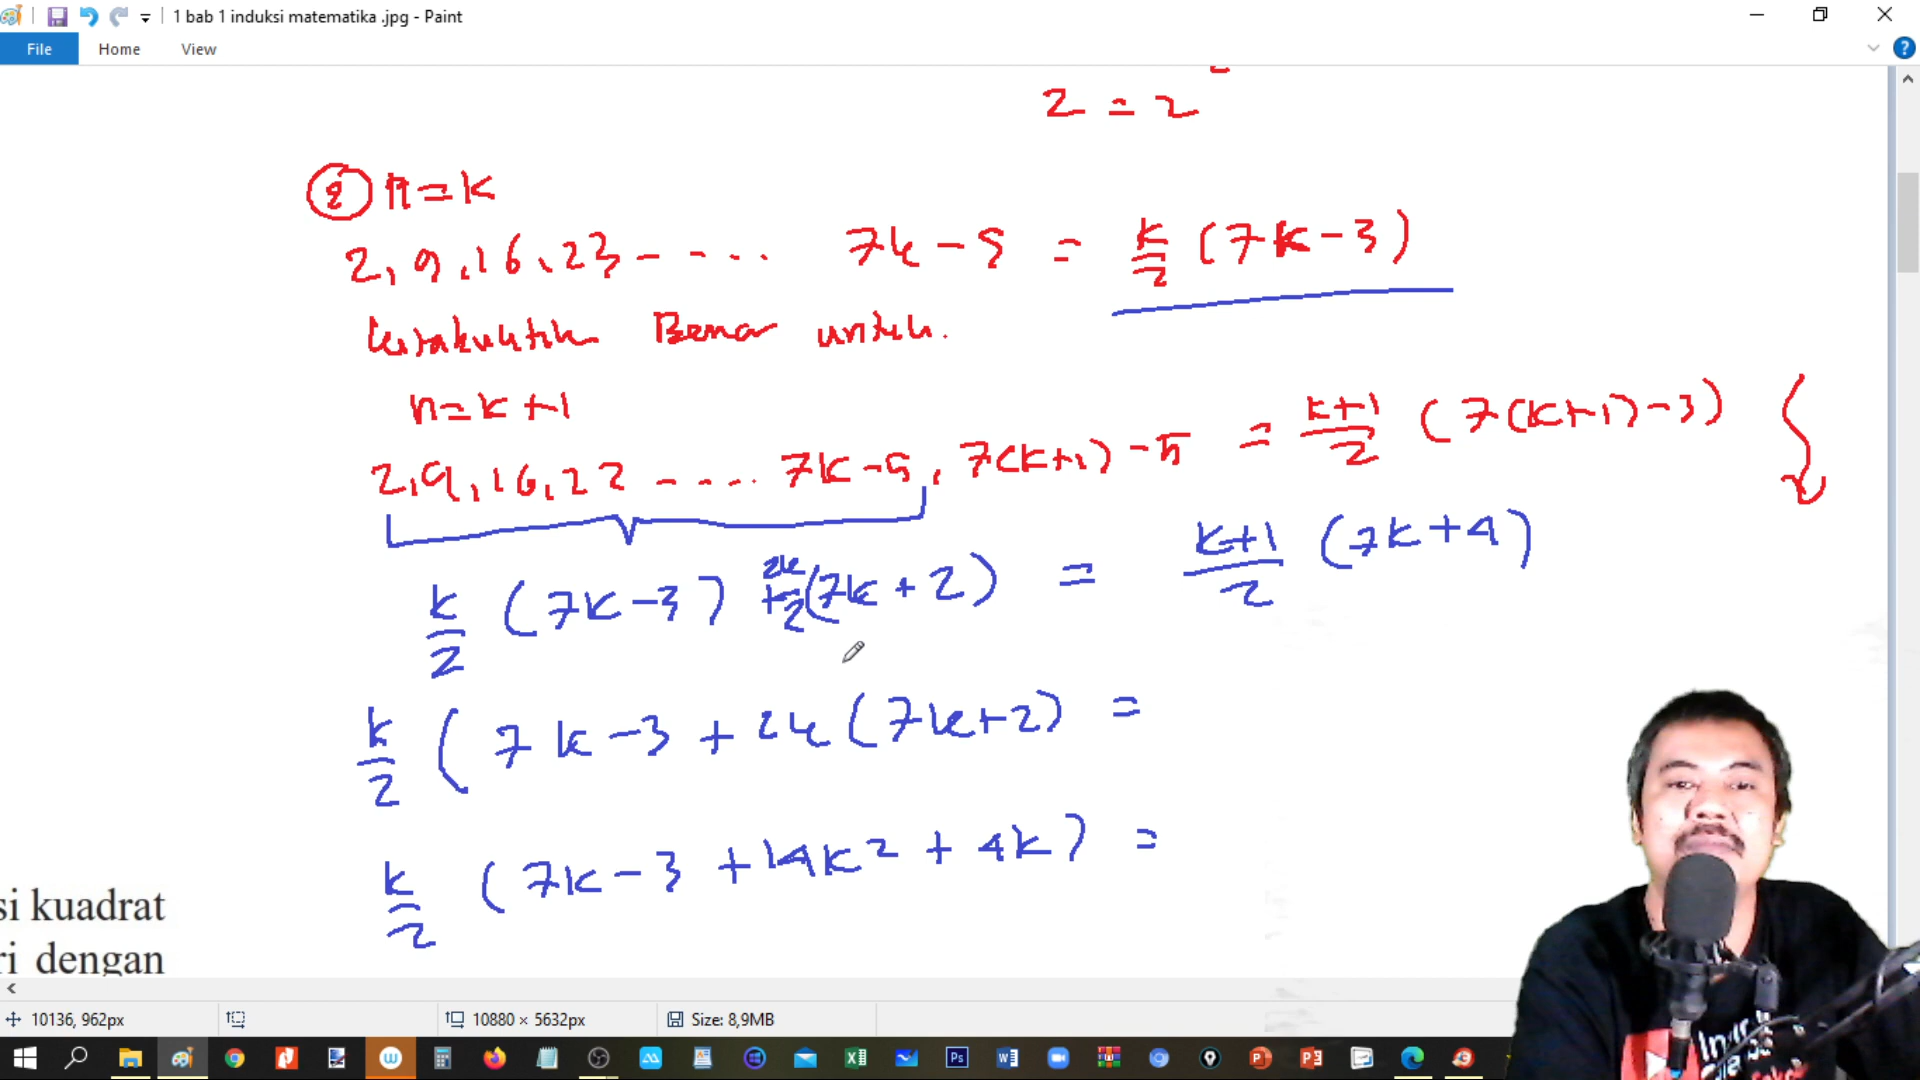 1 bab 1 induksi matematika .jpg - Paint
File Home View
2 = 2
② n=k
2, 9, 16, 23 - - ... 7k - 5 = k/2 (7k - 3)
Benar untuk.
n=k+1
2, 9, 16, 22 - - ... 7k-5, 7(k+1) - 5 = k+1/2 (7(k+1) - 3)
k/2 (7k - 3) + 2k/2 (7k + 2) = k+1/2 (7k + 4)
k/2 (7k - 3 + 2k (7k+2) =
k/2 (7k - 3 + 14k² + 4k) =
si kuadrat
ri dengan
10136, 962px 10880 × 5632px Size: 8,9MB